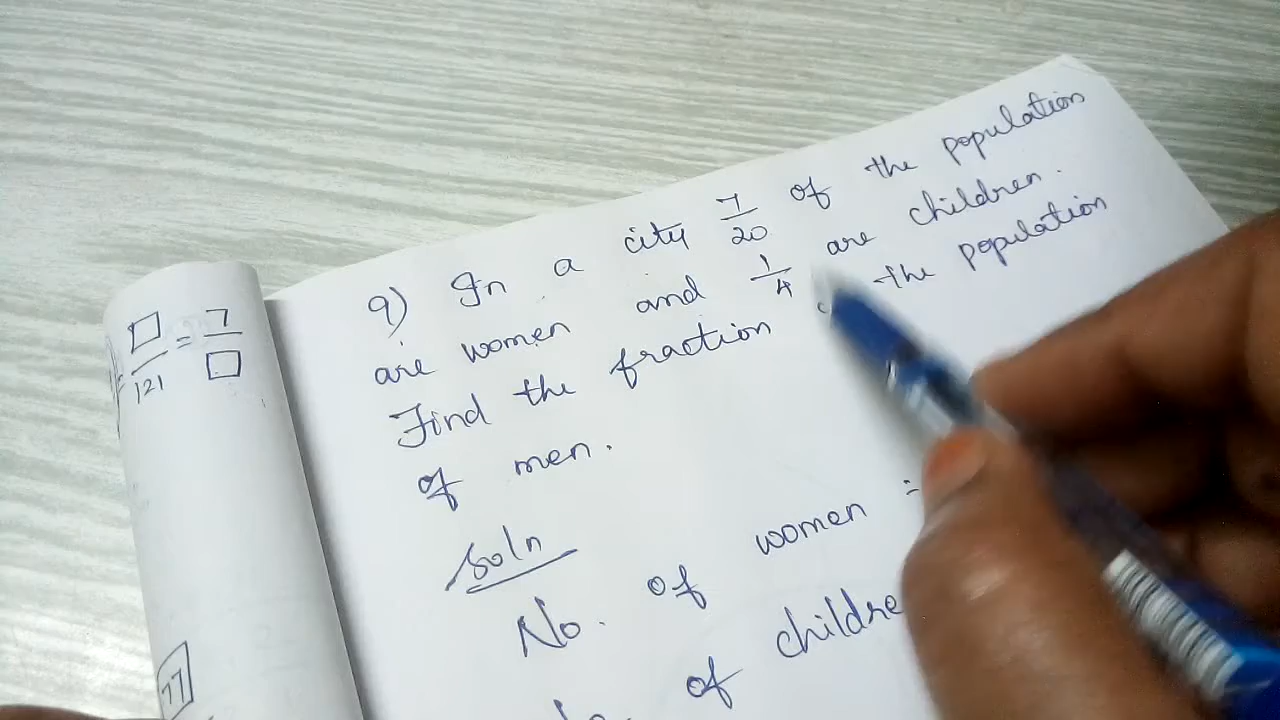 9) In a city 7/20 of the population
are women and 1/4 are children.
Find the fraction the population
of men.
Soln
No. of women =
of childre
□/121 = 7/□
77